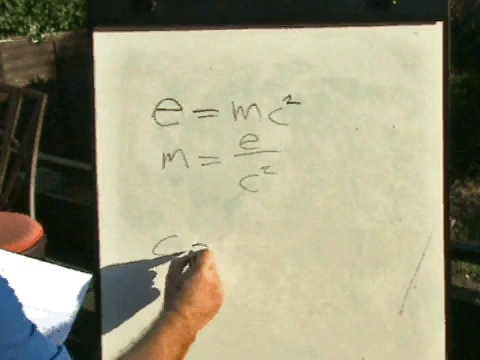 e = mc²
m = e/c²
c =